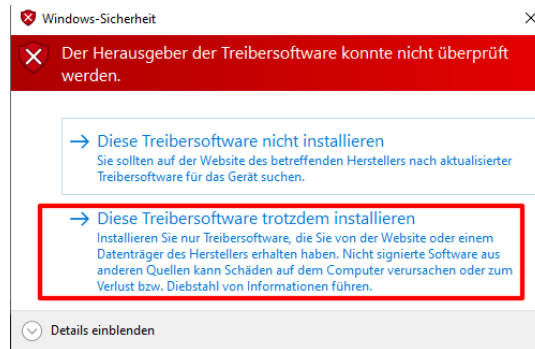 Windows-Sicherheit
Der Herausgeber der Treibersoftware konnte nicht überprüft
werden.
Diese Treibersoftware nicht installieren
Sie sollten auf der Website des betreffenden Herstellers nach aktualisierter
Treibersoftware für das Gerät suchen.
Diese Treibersoftware trotzdem installieren
Installieren Sie nur Treibersoftware, die Sie von der Website oder einem
Datenträger des Herstellers erhalten haben. Nicht signierte Software aus
anderen Quellen kann Schäden auf dem Computer verursachen oder zum
Verlust bzw. Diebstahl von Informationen führen.
Details einblenden